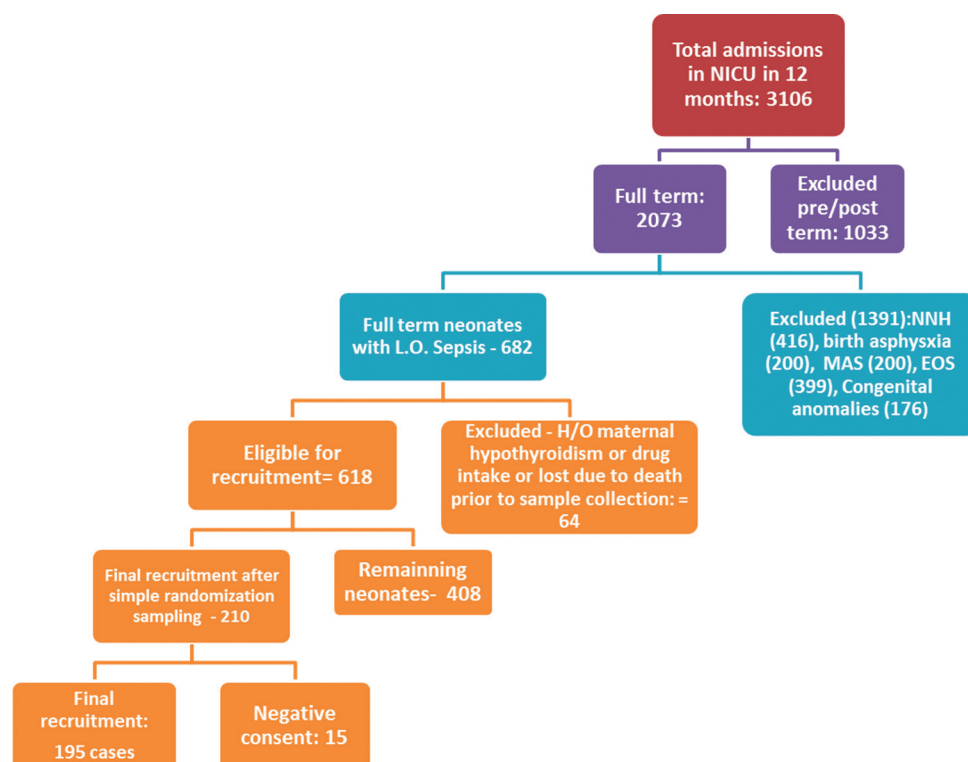 Total admissions
in NICU in 12
months: 3106
Full term:
2073
Excluded
pre/post
term: 1033
Full term neonates
with L.O. Sepsis - 682
Excluded (1391):NNH
(416), birth asphysxia
(200), MAS (200), EOS
(399), Congenital
anomalies (176)
Eligible for
recruitment= 618
Excluded - H/O maternal
hypothyroidism or drug
intake or lost due to death
prior to sample collection: =
64
Final recruitment after
simple randomization
sampling - 210
Remainning
neonates- 408
Final
recruitment:
195 cases
Negative
consent: 15